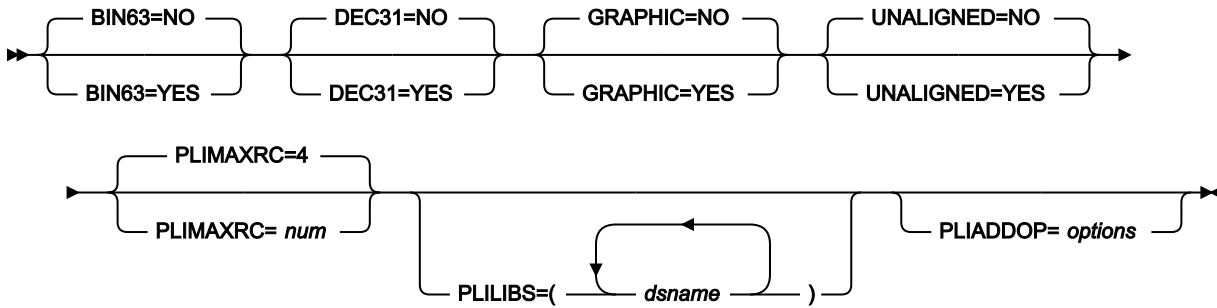 BIN63=NO DEC31=NO GRAPHIC=NO UNALIGNED=NO
BIN63=YES DEC31=YES GRAPHIC=YES UNALIGNED=YES
PLIMAXRC=4
PLIMAXRC= num PLIADDOP= options
PLILIBS=( dsname )